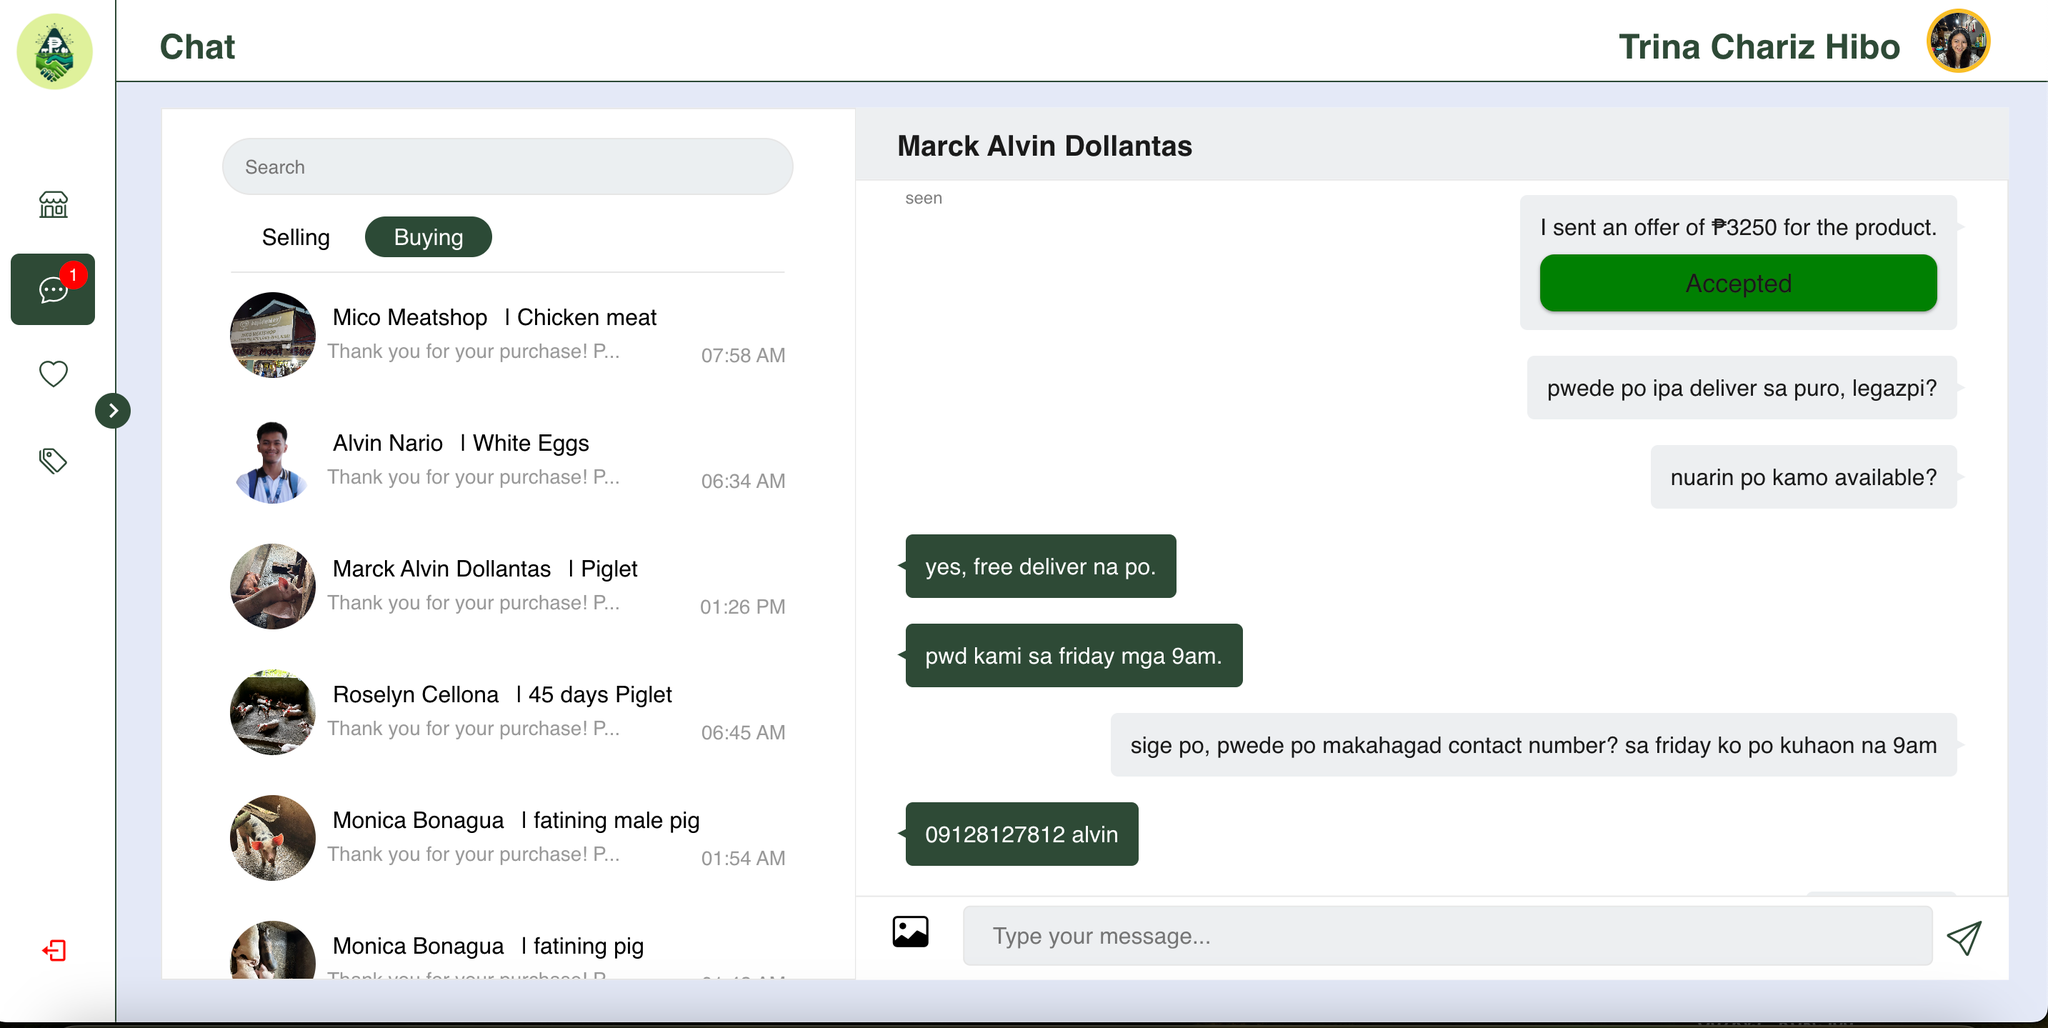 Chat
Trina Chariz Hibo
1
Search
Selling
Buying
Mico Meatshop | Chicken meat
Thank you for your purchase! P...
07:58 AM
Alvin Nario | White Eggs
Thank you for your purchase! P...
06:34 AM
Marck Alvin Dollantas | Piglet
Thank you for your purchase! P...
01:26 PM
Roselyn Cellona | 45 days Piglet
Thank you for your purchase! P...
06:45 AM
Monica Bonagua | fatining male pig
Thank you for your purchase! P...
01:54 AM
Monica Bonagua | fatining pig
Thank you for your purchase! P...
Marck Alvin Dollantas
seen
I sent an offer of ₱3250 for the product.
Accepted
pwede po ipa deliver sa puro, legazpi?
nuarin po kamo available?
yes, free deliver na po.
pwd kami sa friday mga 9am.
sige po, pwede po makahagad contact number? sa friday ko po kuhaon na 9am
09128127812 alvin
Type your message...